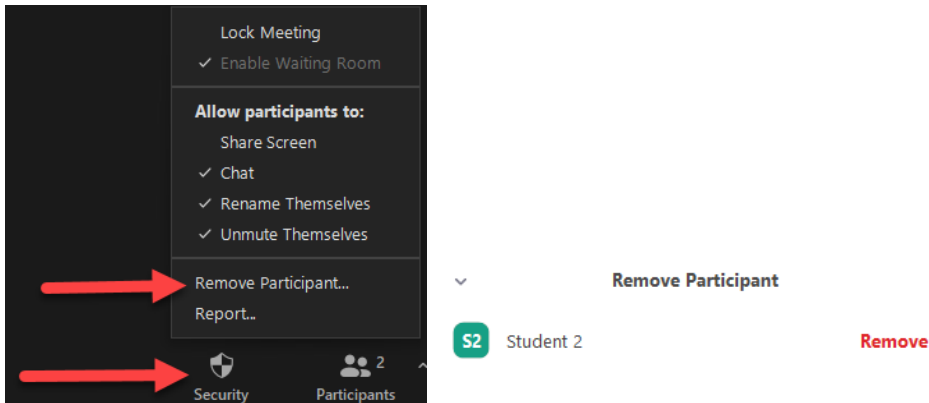 Lock Meeting
Enable Waiting Room
Allow participants to:
Share Screen
Chat
Rename Themselves
Unmute Themselves
Remove Participant...
Report...
2
Security
Participants
Remove Participant
S2
Student 2
Remove